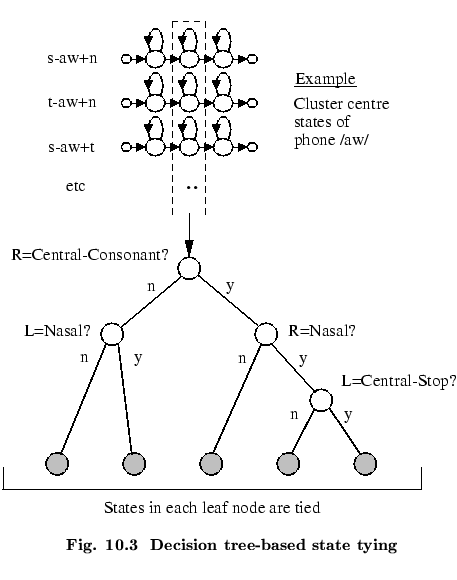 s-aw+n
t-aw+n
s-aw+t
etc
..
Example
Cluster centre
states of
phone /aw/
R=Central-Consonant?
n
y
L=Nasal?
R=Nasal?
n
y
n
y
L=Central-Stop?
n
y
States in each leaf node are tied
Fig. 10.3 Decision tree-based state tying